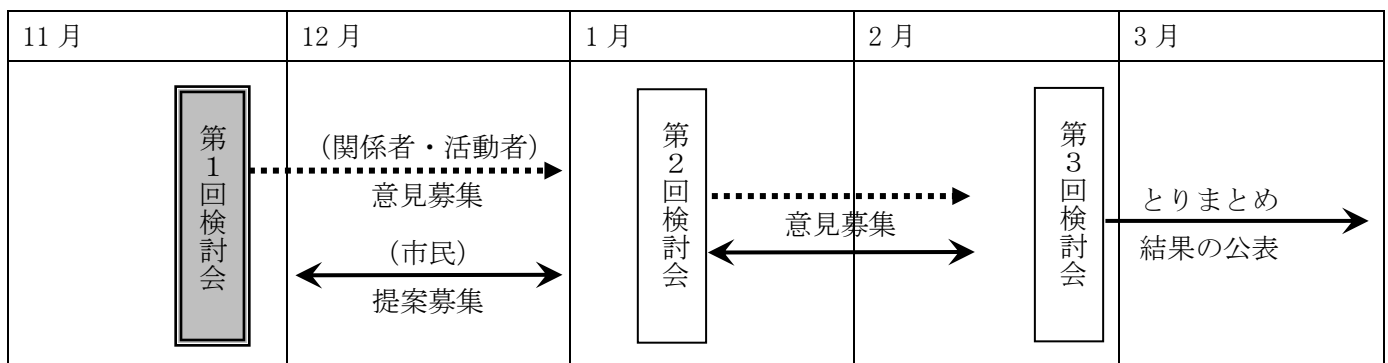 11月
12月
1月
2月
3月
第1回検討会
（関係者・活動者）
意見募集
（市民）
提案募集
第2回検討会
意見募集
第3回検討会
とりまとめ
結果の公表